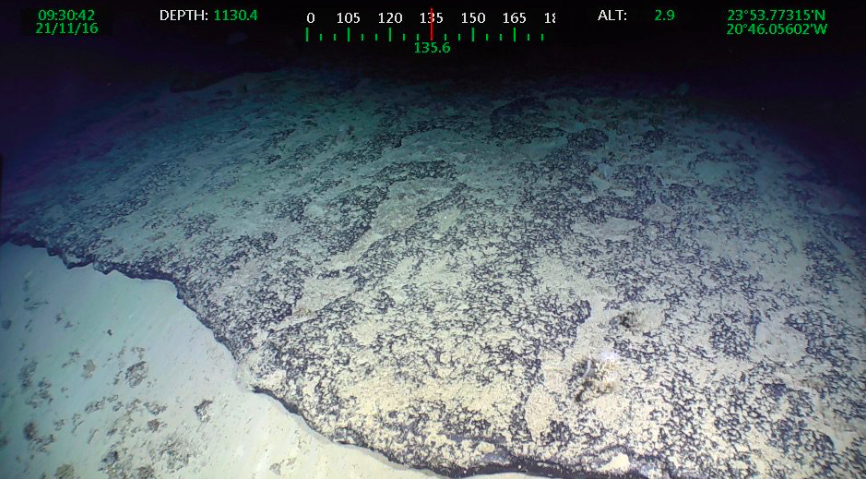 09:30:42
21/11/16
DEPTH: 1130.4
0 105 120 135 150 165 18
135.6
ALT: 2.9
23°53.77315'N
20°46.05602'W